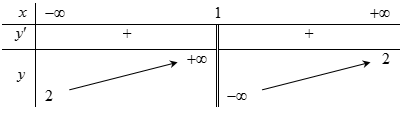 x −∞ 1 +∞
y' + +
y +∞ 2
2 −∞